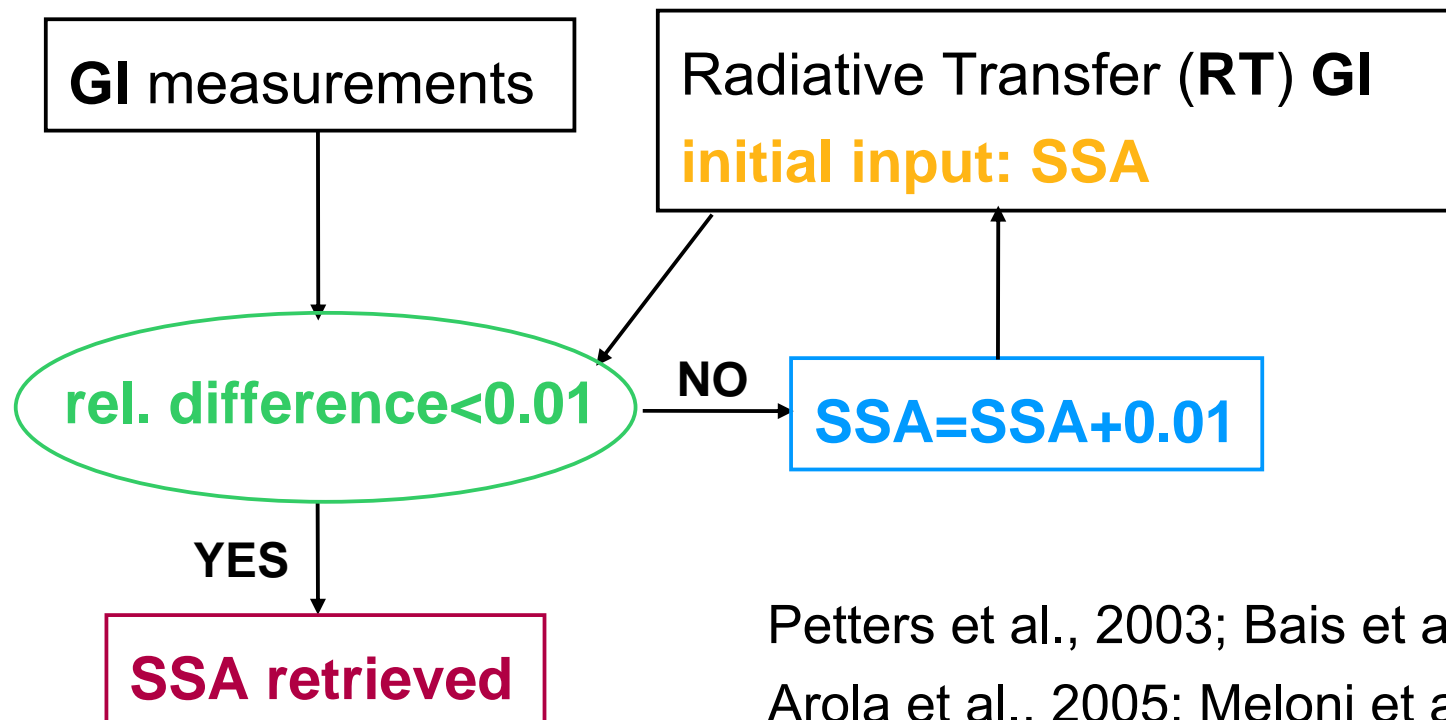 GI measurements
Radiative Transfer (RT) GI
initial input: SSA
rel. difference<0.01
NO
SSA=SSA+0.01
YES
SSA retrieved
Petters et al., 2003; Bais et a
Arola et al., 2005; Meloni et a